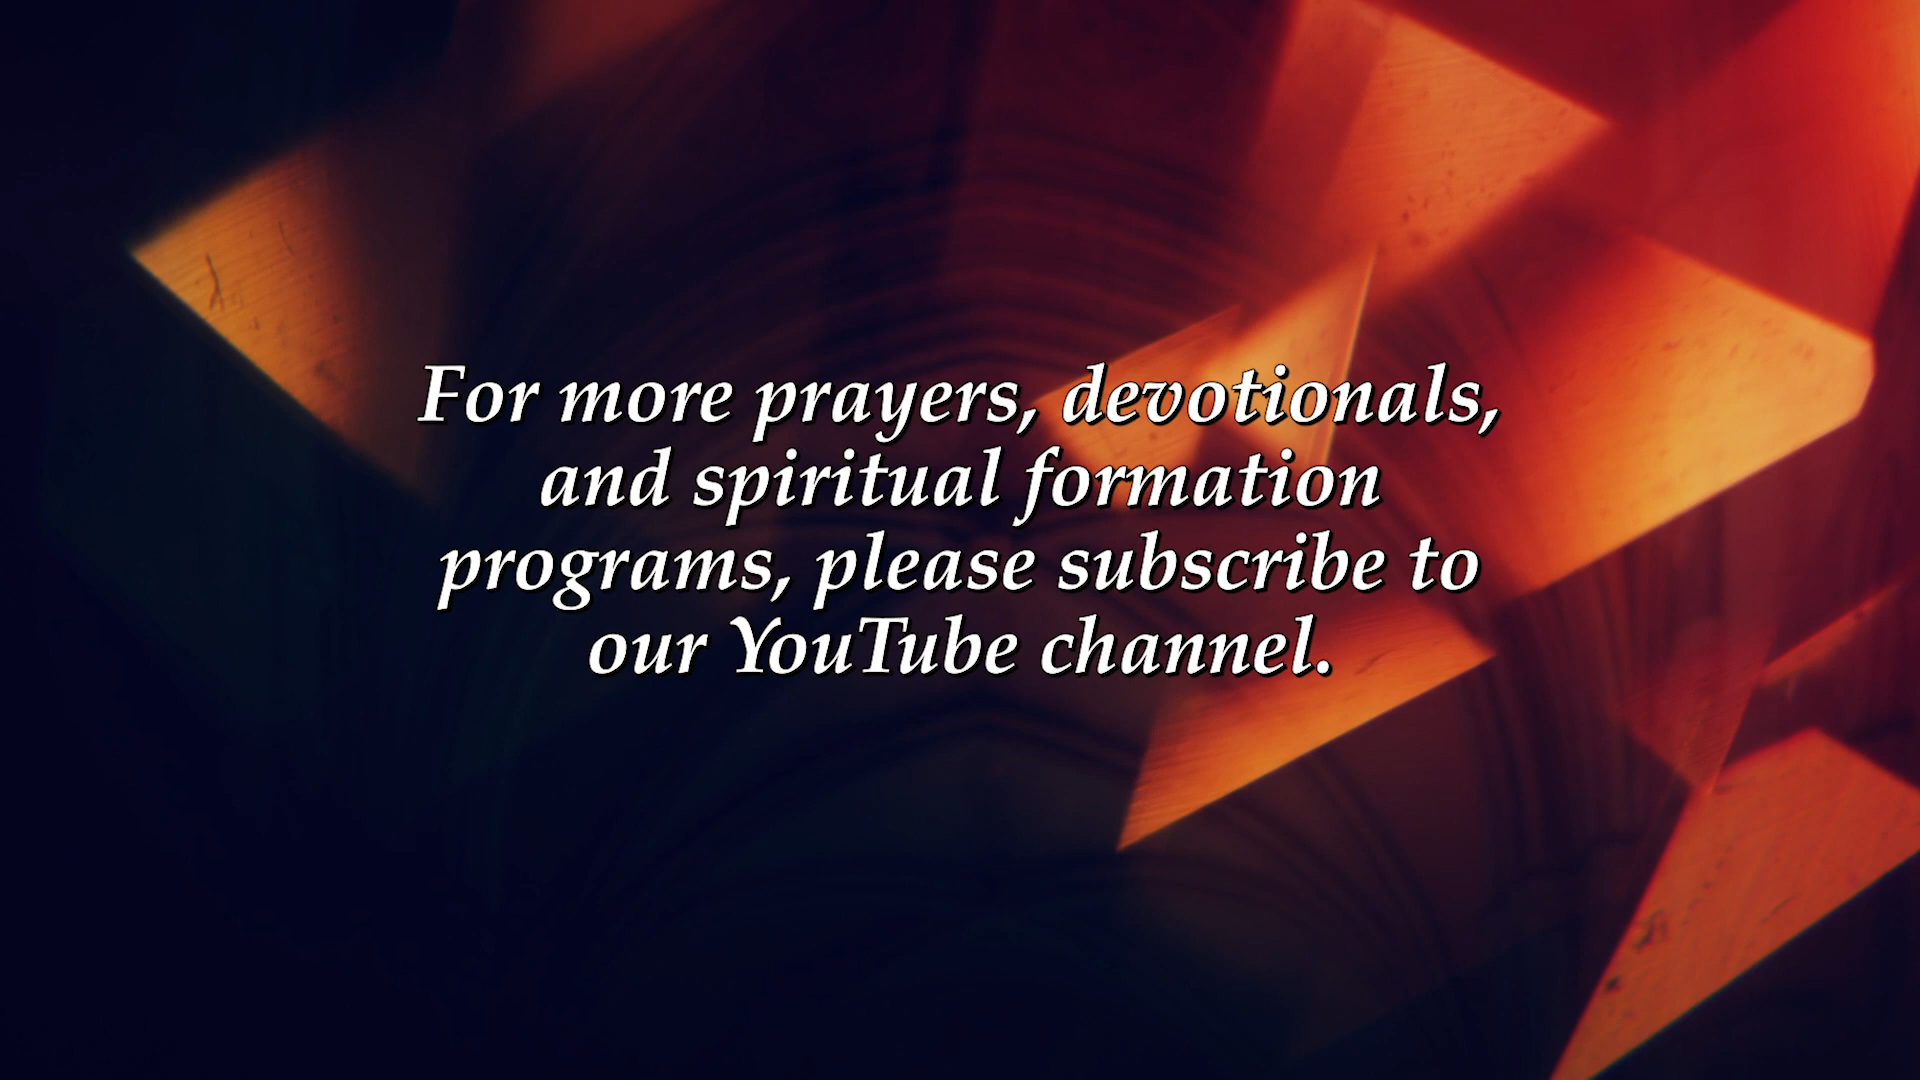 For more prayers, devotionals,
and spiritual formation
programs, please subscribe to
our YouTube channel.